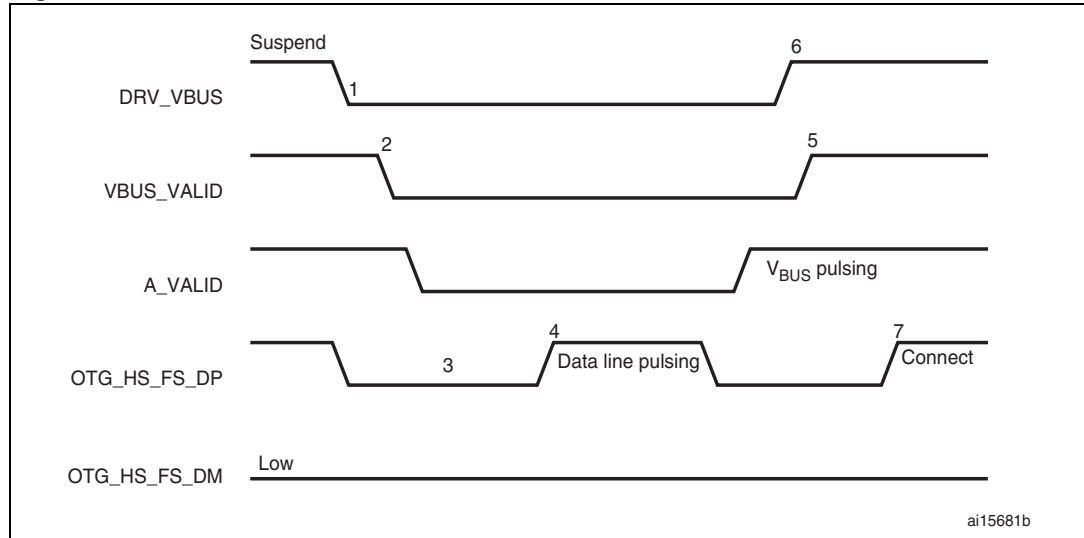 Suspend
6
DRV_VBUS
1
2
5
VBUS_VALID
A_VALID
VBUS pulsing
4
7
OTG_HS_FS_DP
3
Data line pulsing
Connect
OTG_HS_FS_DM
Low
ai15681b